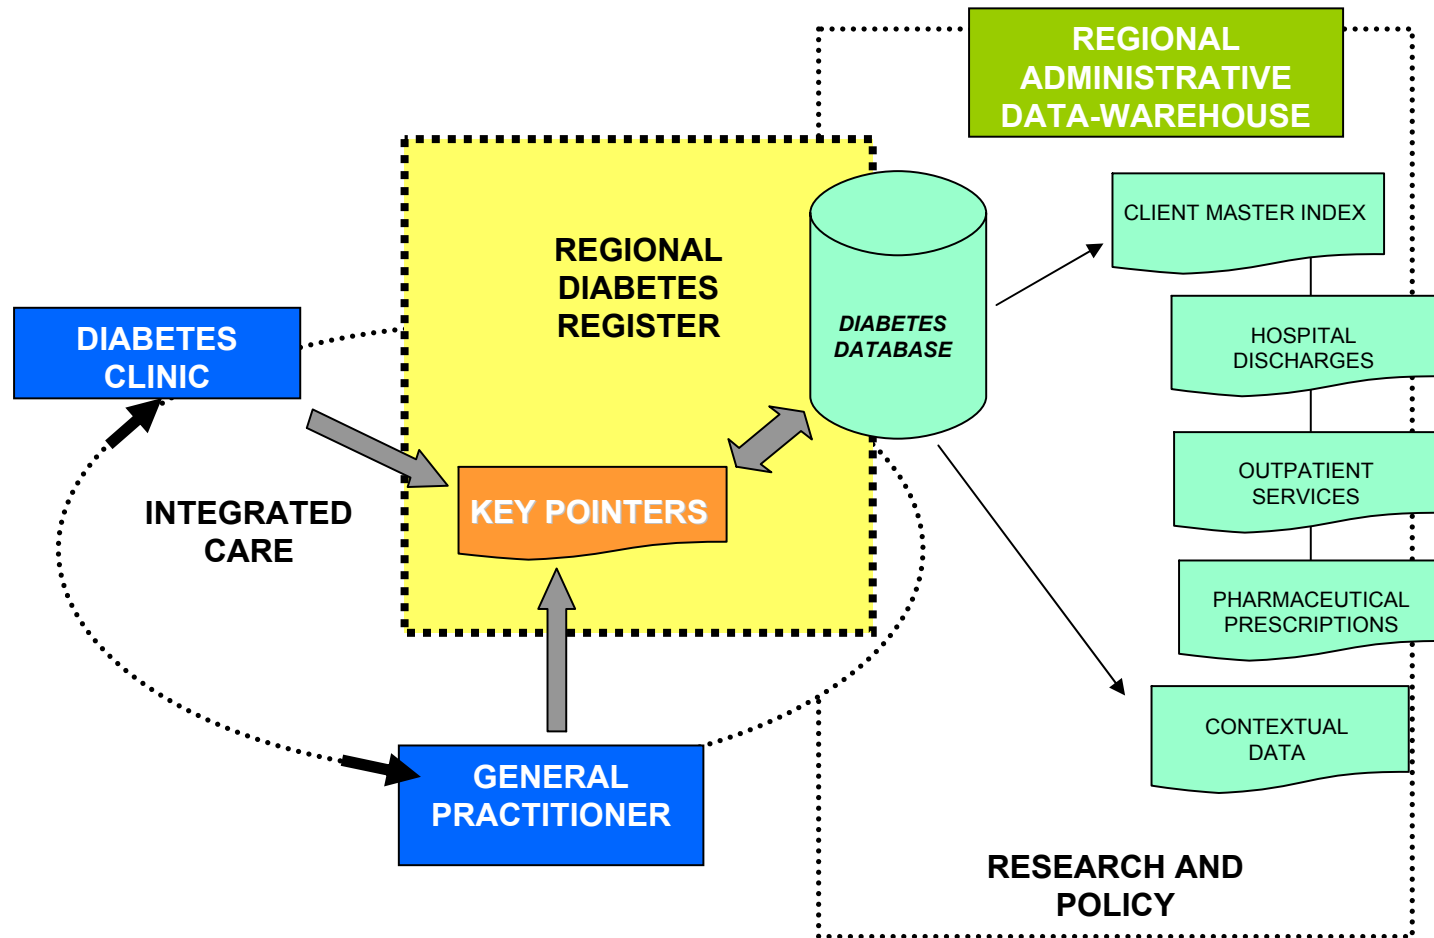 REGIONAL
ADMINISTRATIVE
DATA-WAREHOUSE
CLIENT MASTER INDEX
REGIONAL
DIABETES
REGISTER
DIABETES
DATABASE
HOSPITAL
DISCHARGES
DIABETES
CLINIC
OUTPATIENT
SERVICES
INTEGRATED
CARE
KEY POINTERS
PHARMACEUTICAL
PRESCRIPTIONS
CONTEXTUAL
DATA
GENERAL
PRACTITIONER
RESEARCH AND
POLICY